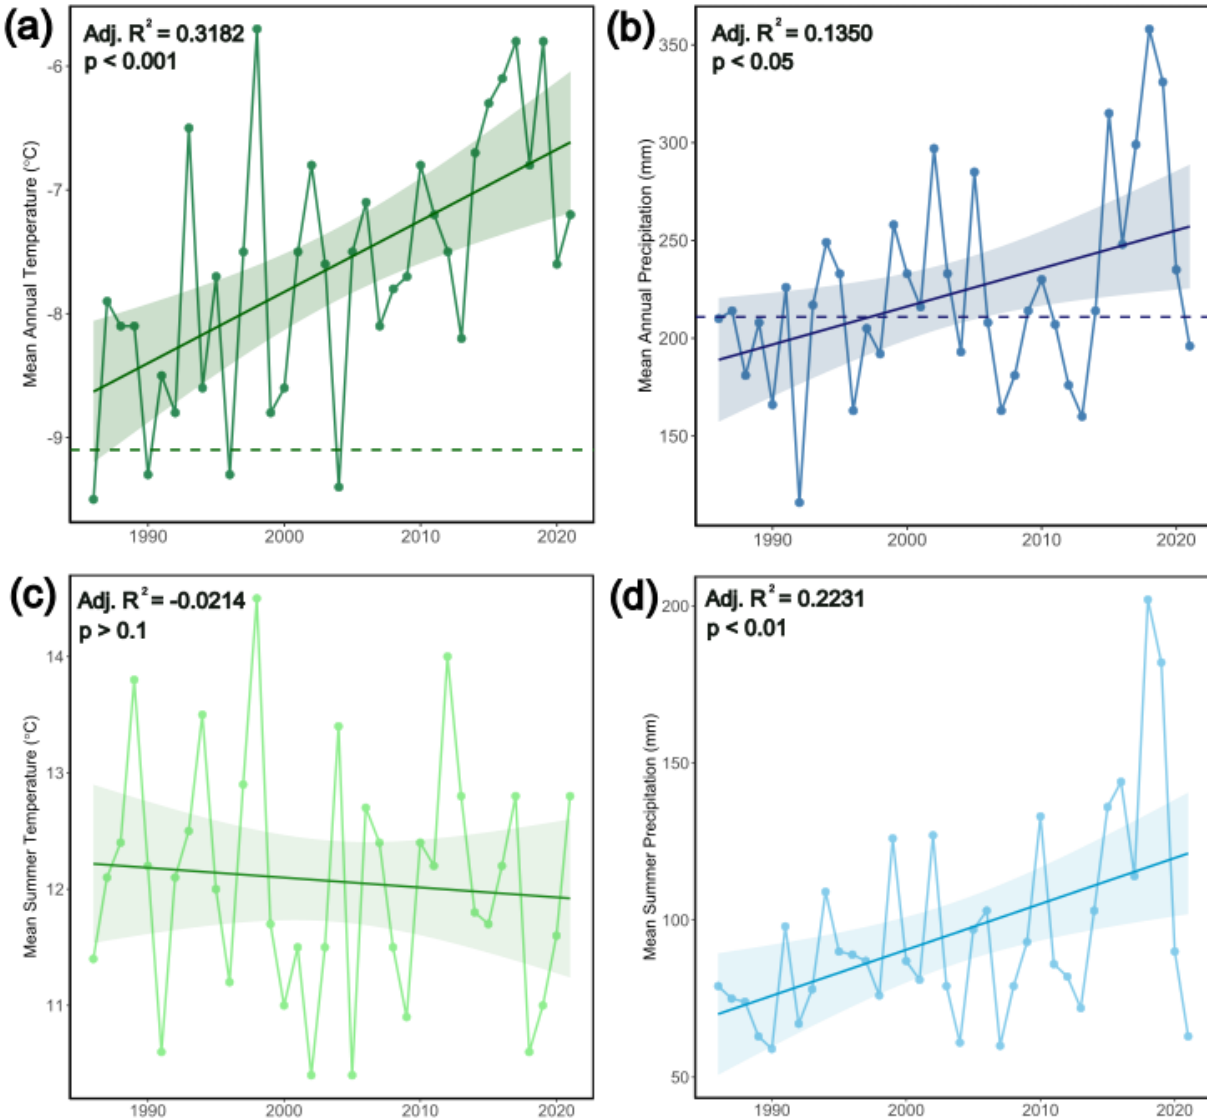 (a)
Adj. R² = 0.3182
p < 0.001
Mean Annual Temperature (°C)
-6
-7
-8
-9
1990
2000
2010
2020
(b)
Adj. R² = 0.1350
p < 0.05
Mean Annual Precipitation (mm)
350
300
250
200
150
1990
2000
2010
2020
(c)
Adj. R² = -0.0214
p > 0.1
Mean Summer Temperature (°C)
14
13
12
11
1990
2000
2010
2020
(d)
Adj. R² = 0.2231
p < 0.01
Mean Summer Precipitation (mm)
200
150
100
50
1990
2000
2010
2020